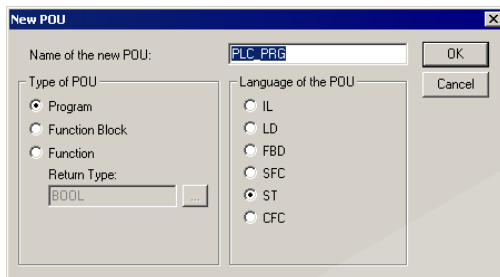 New POU
Name of the new POU:
PLC_PRG
OK
Cancel
Type of POU
Program
Function Block
Function
Return Type:
BOOL
...
Language of the POU
IL
LD
FBD
SFC
ST
CFC